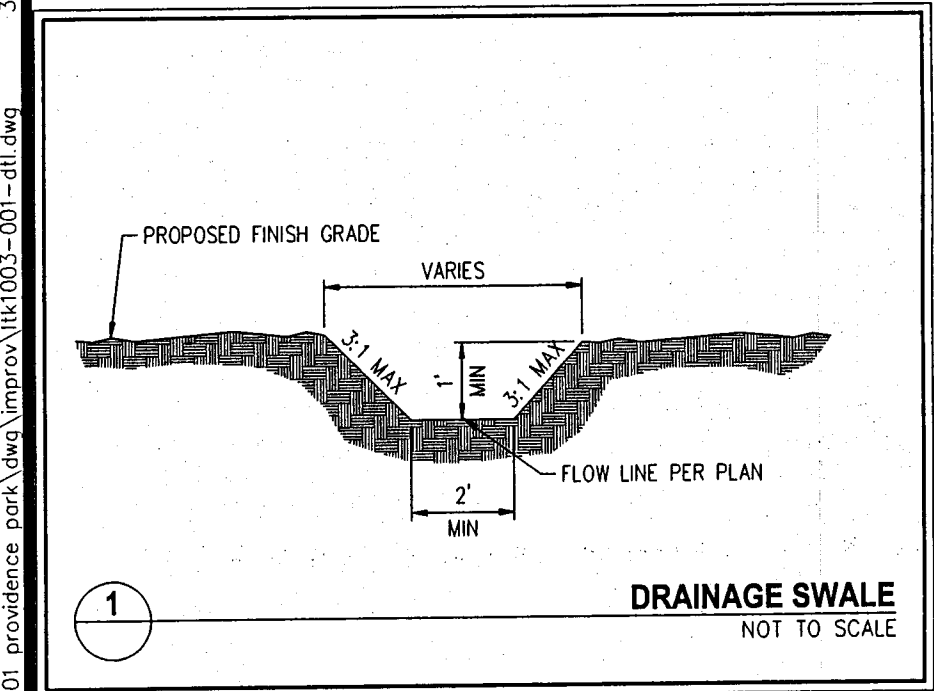 PROPOSED FINISH GRADE
VARIES
3:1 MAX
1'
MIN
3:1 MAX
FLOW LINE PER PLAN
2'
MIN
1
DRAINAGE SWALE
NOT TO SCALE
01 providence park\dwg\improv\ltk1003-001-dtl.dwg